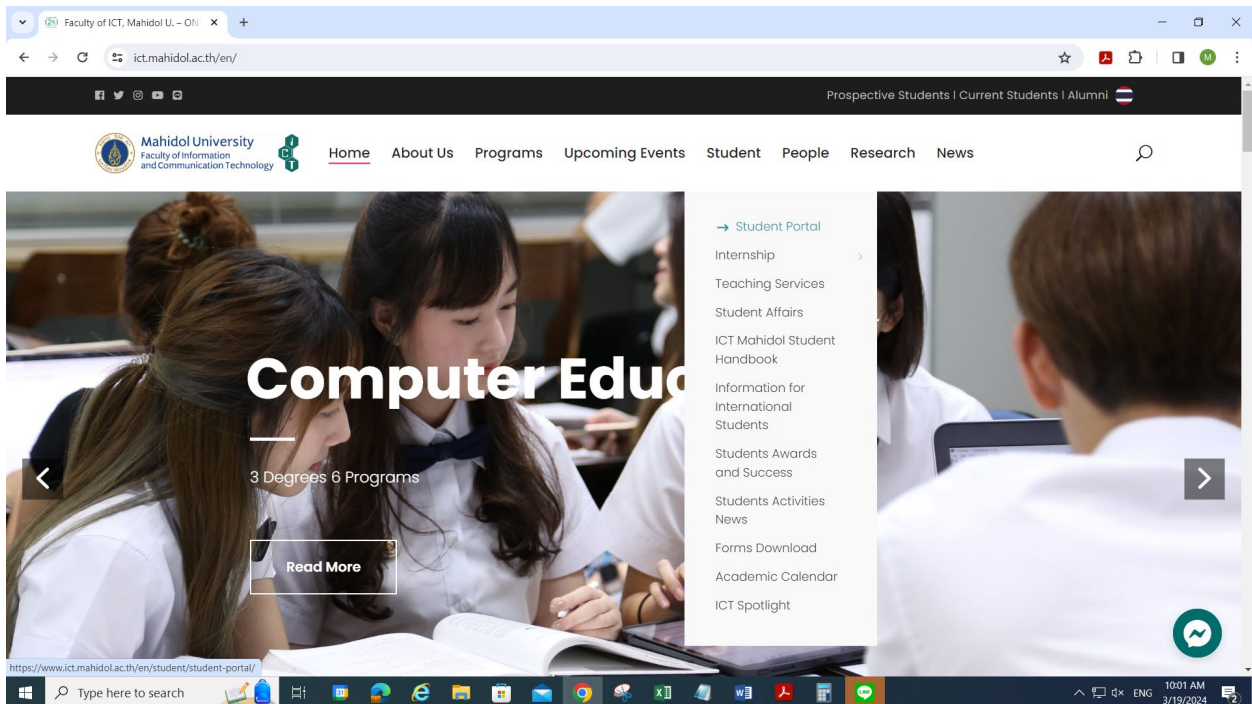 Faculty of ICT, Mahidol U. – ON
ict.mahidol.ac.th/en/
M
Prospective Students I Current Students I Alumni
Mahidol University
Faculty of Information
and Communication Technology
i
C
T
Home About Us Programs Upcoming Events Student People Research News
→ Student Portal
Internship
Teaching Services
Student Affairs
ICT Mahidol Student
Handbook
Information for
International
Students
Students Awards
and Success
Students Activities
News
Forms Download
Academic Calendar
ICT Spotlight
Computer Educ
3 Degrees 6 Programs
Read More
https://www.ict.mahidol.ac.th/en/student/student-portal/
Type here to search
ENG
10:01 AM
3/19/2024
2